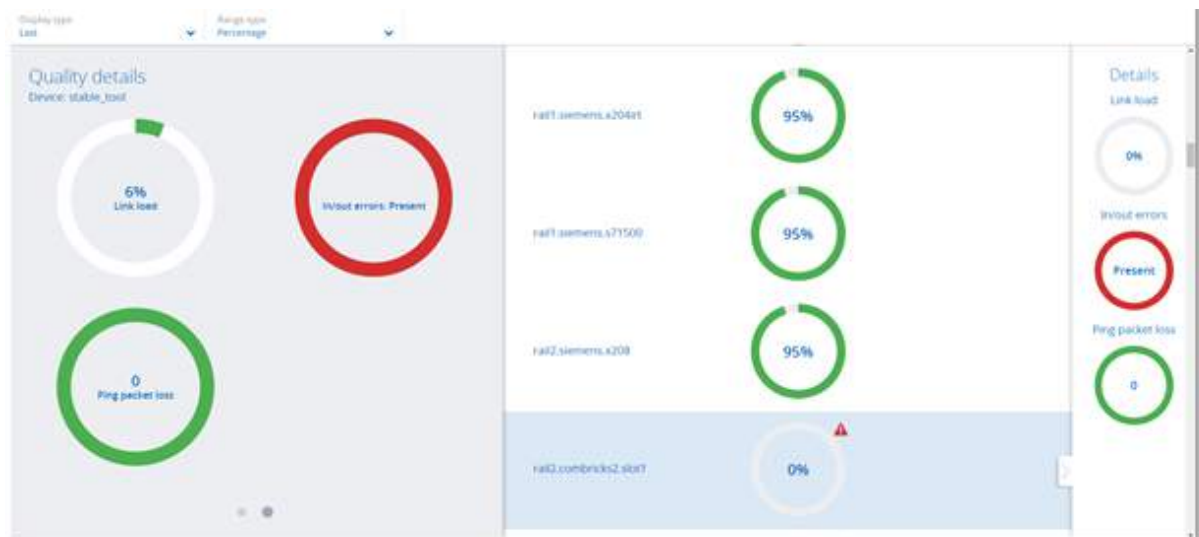 Display type
Last
Range type
Percentage
Quality details
Device: stable_tool
6%
Link load
In/out errors: Present
0
Ping packet loss
rail1.siemens.x204irt
95%
rail1.siemens.s71500
95%
rail2.siemens.x208
95%
rail2.combricks2.slot1
0%
Details
Link load
0%
In/out errors
Present
Ping packet loss
0